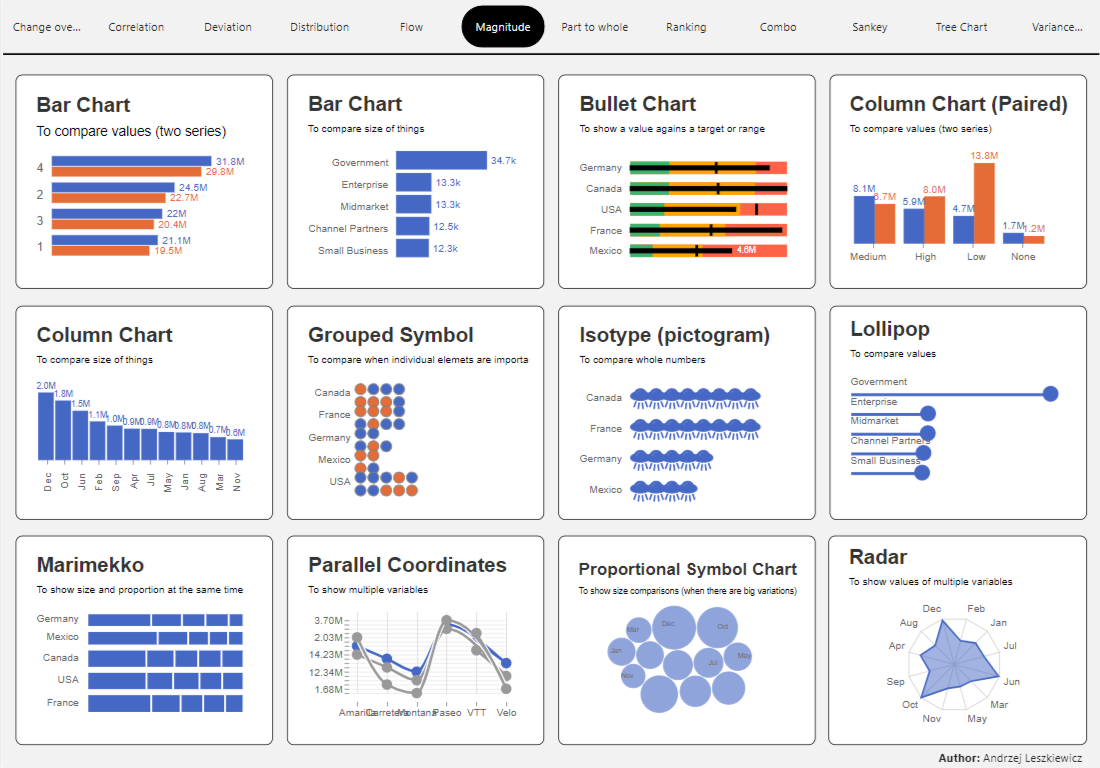 Change ove... Correlation Deviation Distribution Flow Magnitude Part to whole Ranking Combo Sankey Tree Chart Variance...
Bar Chart
To compare values (two series)
4 31.8M
29.8M
2 24.5M
22.7M
3 22M
20.4M
1 21.1M
19.5M
Bar Chart
To compare size of things
Government 34.7k
Enterprise 13.3k
Midmarket 13.3k
Channel Partners 12.5k
Small Business 12.3k
Bullet Chart
To show a value agains a target or range
Germany
Canada
USA
France
Mexico 4.6M
Column Chart (Paired)
To compare values (two series)
13.8M
8.1M 6.7M 5.9M 8.0M 4.7M 1.7M 1.2M
Medium High Low None
Column Chart
To compare size of things
2.0M 1.8M 1.5M 1.1M 1.0M 0.9M 0.9M 0.8M 0.8M 0.8M 0.7M 0.6M
Dec Oct Jun Feb Sep Apr Jul May Jan Aug Mar Nov
Grouped Symbol
To compare when individual elemets are importa
Canada
France
Germany
Mexico
USA
Isotype (pictogram)
To compare whole numbers
Canada
France
Germany
Mexico
Lollipop
To compare values
Government
Enterprise
Midmarket
Channel Partners
Small Business
Marimekko
To show size and proportion at the same time
Germany
Mexico
Canada
USA
France
Parallel Coordinates
To show multiple variables
3.70M
2.03M
14.23M
12.34M
1.68M
Amarilla Carretera Montana Paseo VTT Velo
Proportional Symbol Chart
To show size comparisons (when there are big variations)
Mar Dec Oct
Jan Jul May
Nov
Radar
To show values of multiple variables
Dec Feb
Aug Jan
Apr Jul
Sep Jun
Oct Mar
Nov May
Author: Andrzej Leszkiewicz